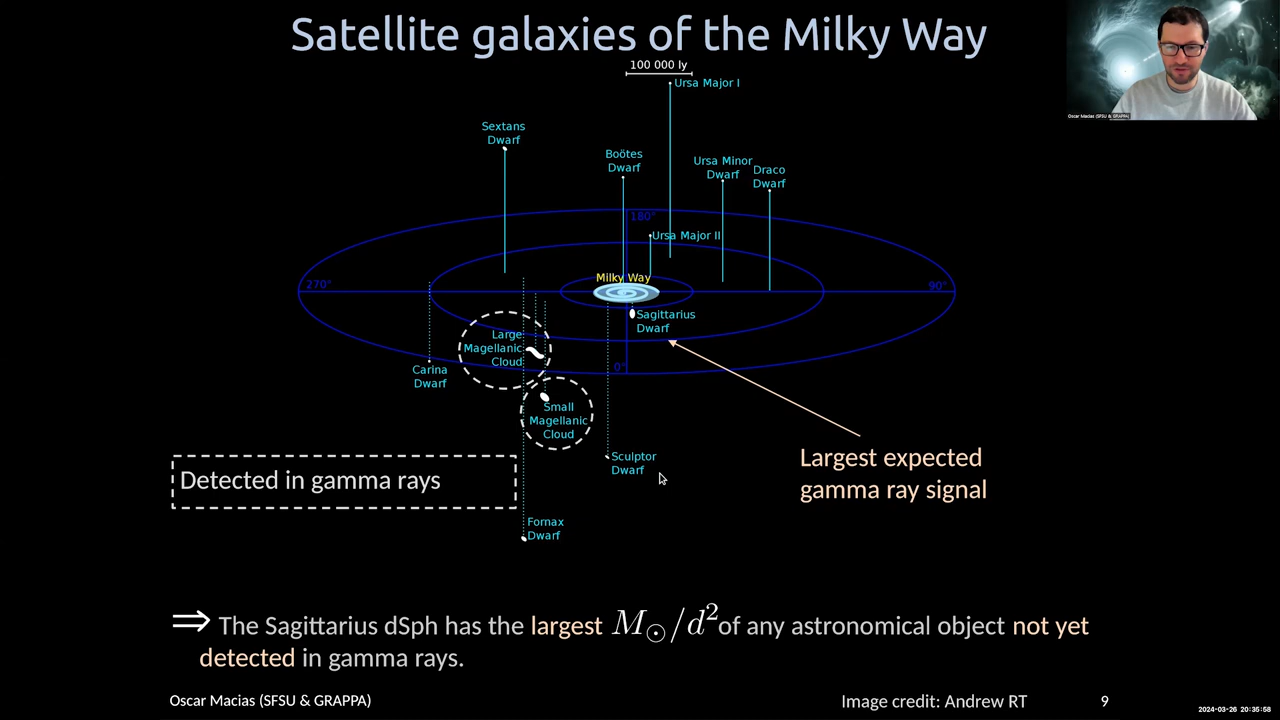 Satellite galaxies of the Milky Way
Oscar Macias (SFSU & GRAPPA)
100 000 ly
Ursa Major I
Sextans
Dwarf
Boötes
Dwarf
Ursa Minor
Dwarf
Draco
Dwarf
180°
Ursa Major II
Milky Way
270°
90°
Sagittarius
Dwarf
Large
Magellanic
Cloud
0°
Carina
Dwarf
Small
Magellanic
Cloud
Sculptor
Dwarf
Largest expected
gamma ray signal
Detected in gamma rays
Fornax
Dwarf
⇒ The Sagittarius dSph has the largest M☉/d² of any astronomical object not yet
detected in gamma rays.
Oscar Macias (SFSU & GRAPPA)
Image credit: Andrew RT
9
2024-03-26 20:35:58